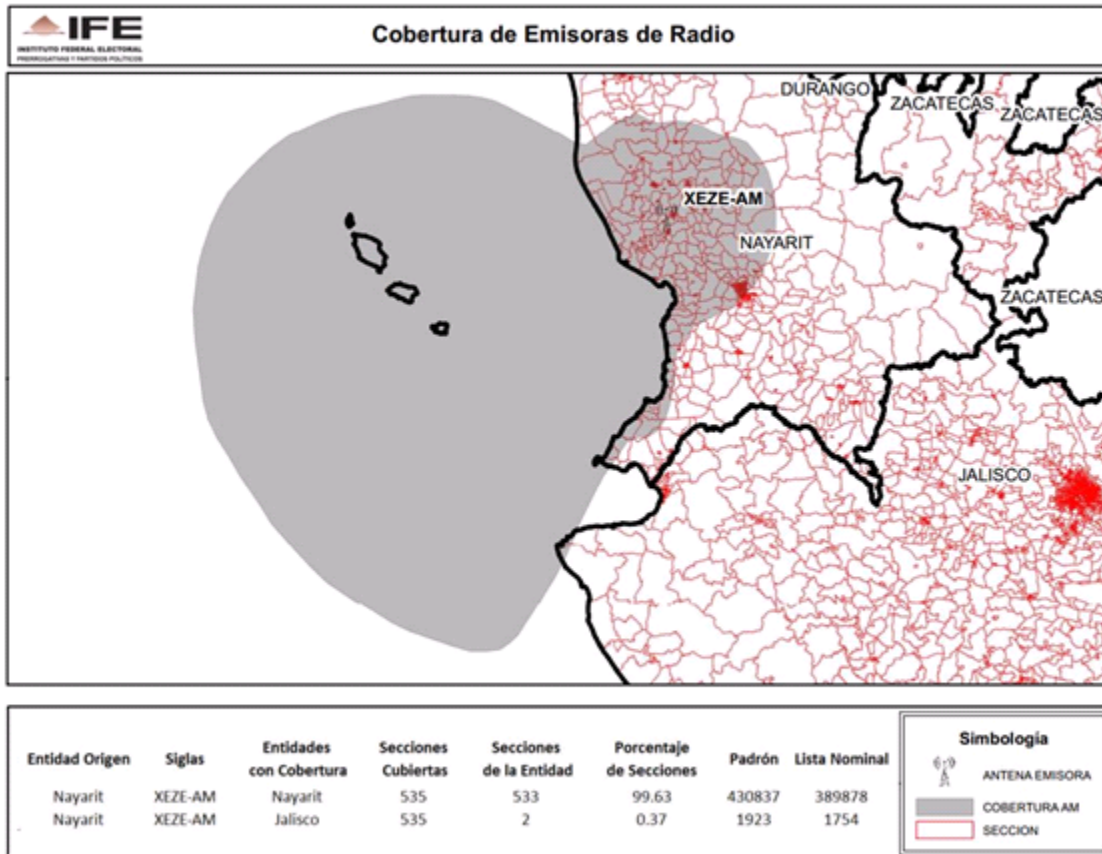 IFE
INSTITUTO FEDERAL ELECTORAL
PRERROGATIVAS Y PARTIDOS POLÍTICOS
Cobertura de Emisoras de Radio
DURANGO
ZACATECAS
ZACATECAS
XEZE-AM
NAYARIT
ZACATECAS
JALISCO
Entidad Origen Siglas Entidades con Cobertura Secciones Cubiertas Secciones de la Entidad Porcentaje de Secciones Padrón Lista Nominal
Nayarit XEZE-AM Nayarit 535 533 99.63 430837 389878
Nayarit XEZE-AM Jalisco 535 2 0.37 1923 1754
Simbología
ANTENA EMISORA
COBERTURA AM
SECCION